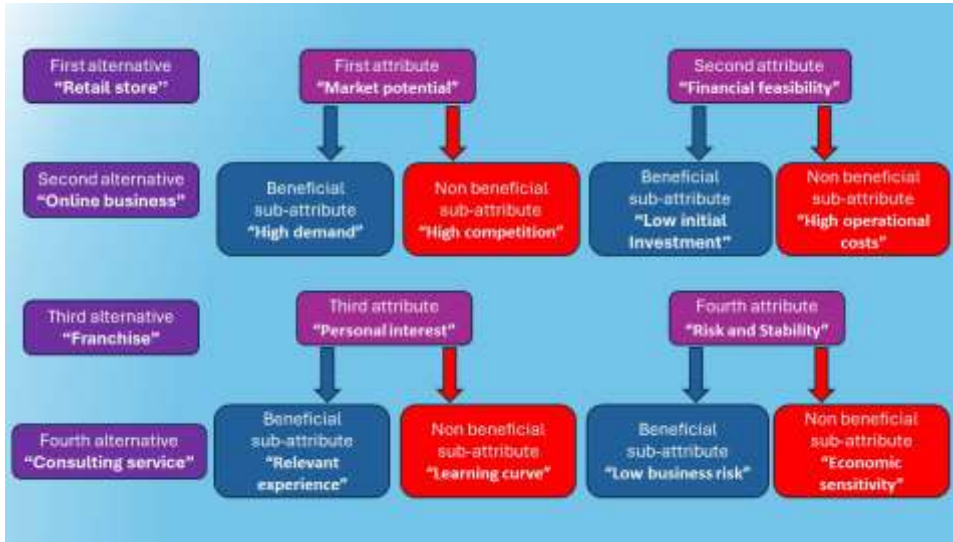 First alternative
“Retail store”
First attribute
“Market potential”
Second attribute
“Financial feasibility”
Second alternative
“Online business”
Beneficial
sub-attribute
“High demand”
Non beneficial
sub-attribute
“High competition”
Beneficial
sub-attribute
“Low initial
Investment”
Non beneficial
sub-attribute
“High operational
costs”
Third alternative
“Franchise”
Third attribute
“Personal interest”
Fourth attribute
“Risk and Stability”
Fourth alternative
“Consulting service”
Beneficial
sub-attribute
“Relevant
experience”
Non beneficial
sub-attribute
“Learning curve”
Beneficial
sub-attribute
“Low business risk”
Non beneficial
sub-attribute
“Economic
sensitivity”